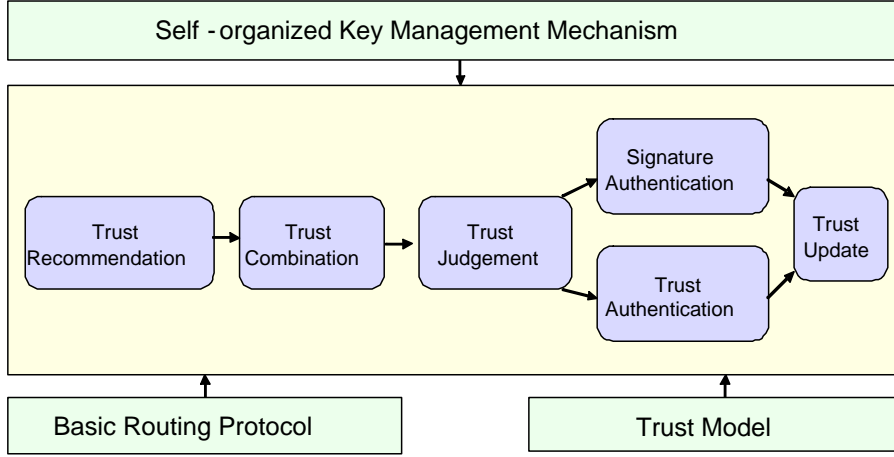 Self - organized Key Management Mechanism
Signature
Authentication
Trust
Recommendation
Trust
Combination
Trust
Judgement
Trust
Update
Trust
Authentication
Basic Routing Protocol
Trust Model